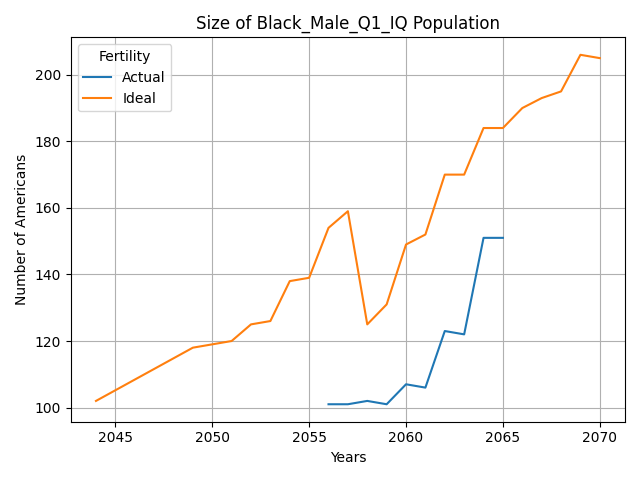 Size of Black_Male_Q1_IQ Population
Fertility
Actual
Ideal
Number of Americans
200
180
160
140
120
100
2045
2050
2055
2060
2065
2070
Years